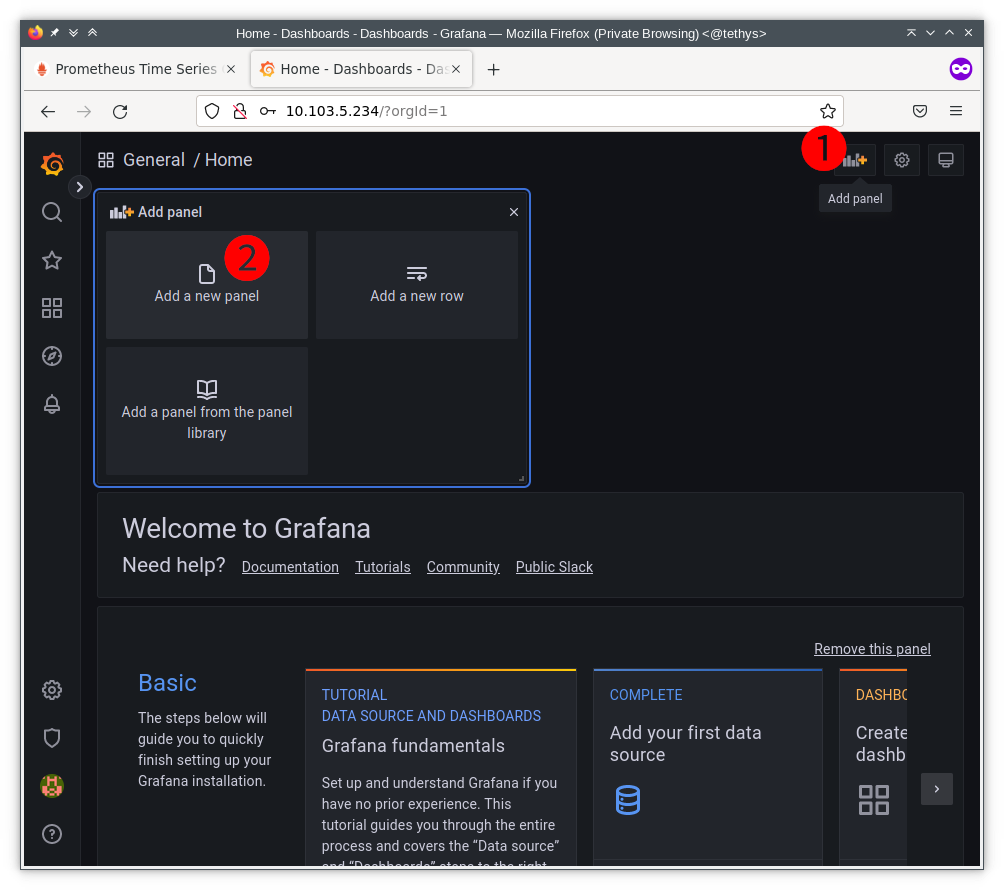 Home - Dashboards - Dashboards - Grafana — Mozilla Firefox (Private Browsing) <@tethys>
Prometheus Time Series
Home - Dashboards - Das
10.103.5.234/?orgId=1
General / Home
1
Add panel
Add panel
2
Add a new panel
Add a new row
Add a panel from the panel
library
Welcome to Grafana
Need help? Documentation Tutorials Community Public Slack
Remove this panel
Basic
The steps below will
guide you to quickly
finish setting up your
Grafana installation.
TUTORIAL
DATA SOURCE AND DASHBOARDS
Grafana fundamentals
Set up and understand Grafana if you
have no prior experience. This
tutorial guides you through the entire
process and covers the “Data source”
and “Dashboards” steps to the right.
COMPLETE
Add your first data
source
DASHBO
Create
dashb